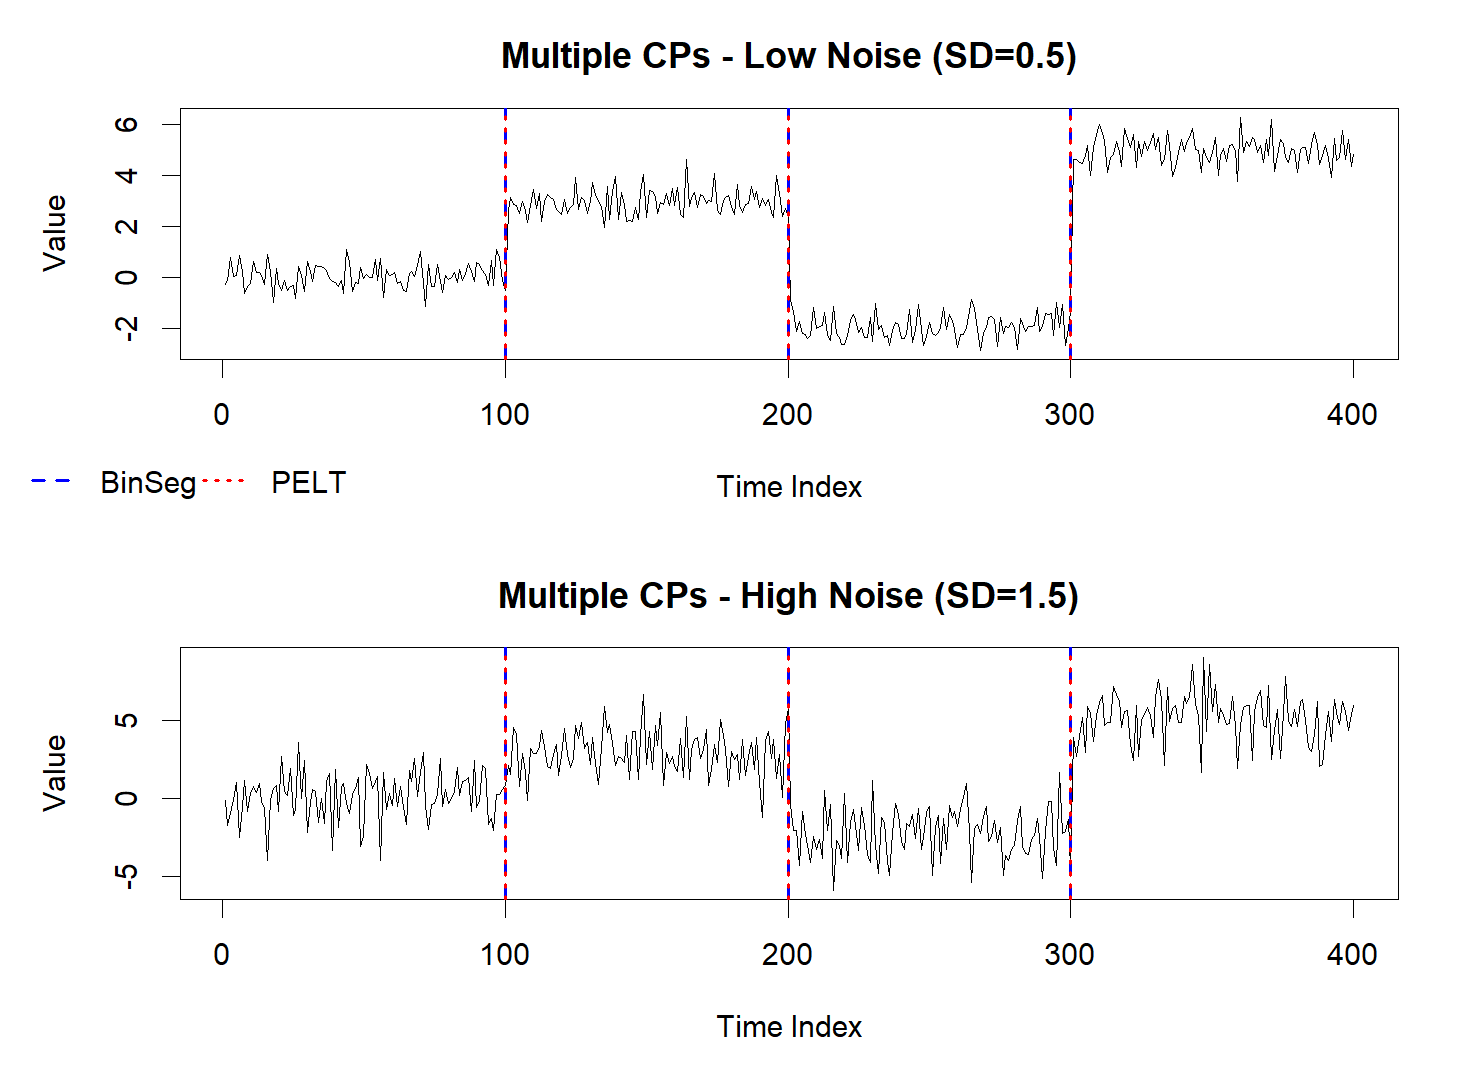 Multiple CPs - Low Noise (SD=0.5)
Value
6
4
2
0
-2
0 100 200 300 400
BinSeg PELT
Time Index
Multiple CPs - High Noise (SD=1.5)
Value
5
0
-5
0 100 200 300 400
Time Index